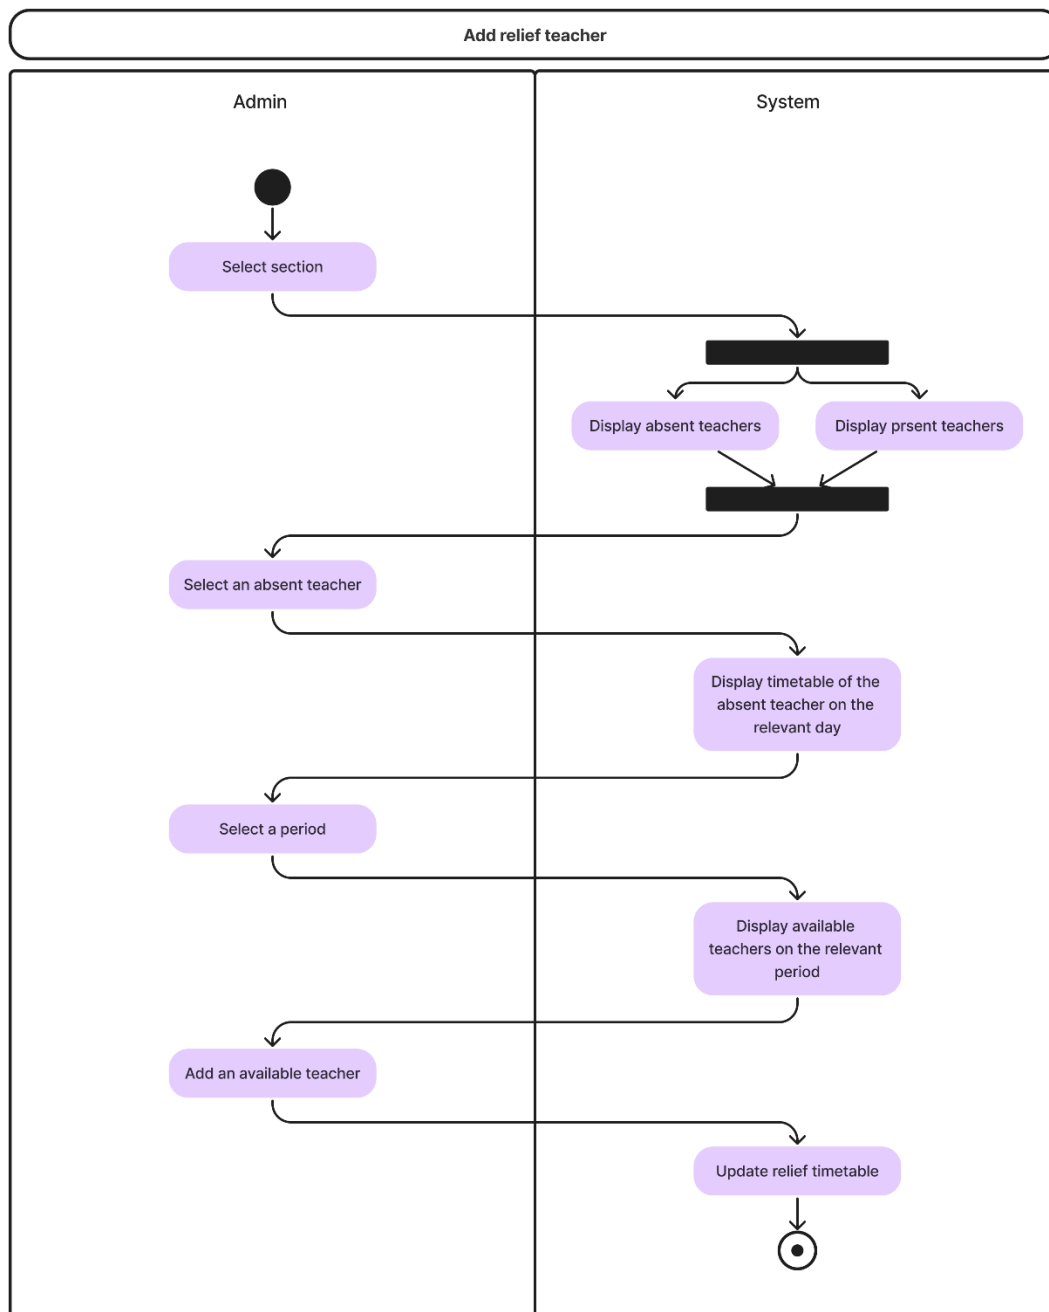 Add relief teacher
Admin
System
Select section
Display absent teachers
Display prsent teachers
Select an absent teacher
Display timetable of the
absent teacher on the
relevant day
Select a period
Display available
teachers on the relevant
period
Add an available teacher
Update relief timetable